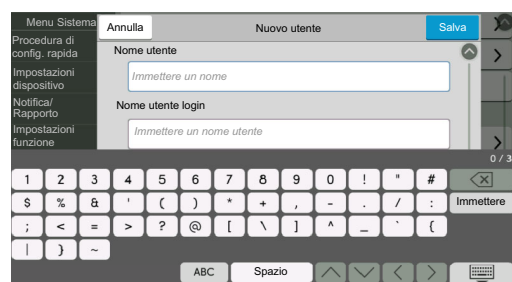 Menu Sistema
Annulla
Nuovo utente
Salva
Procedura di
config. rapida
Nome utente
Immettere un nome
Impostazioni
dispositivo
Notifica/
Rapporto
Nome utente login
Immettere un nome utente
Impostazioni
funzione
0 / 3
1 2 3 4 5 6 7 8 9 0 ! " #
$ % & ' ( ) * + , - . / : Immettere
; < = > ? @ [ \ ] ^ _ ` {
| } ~
ABC Spazio